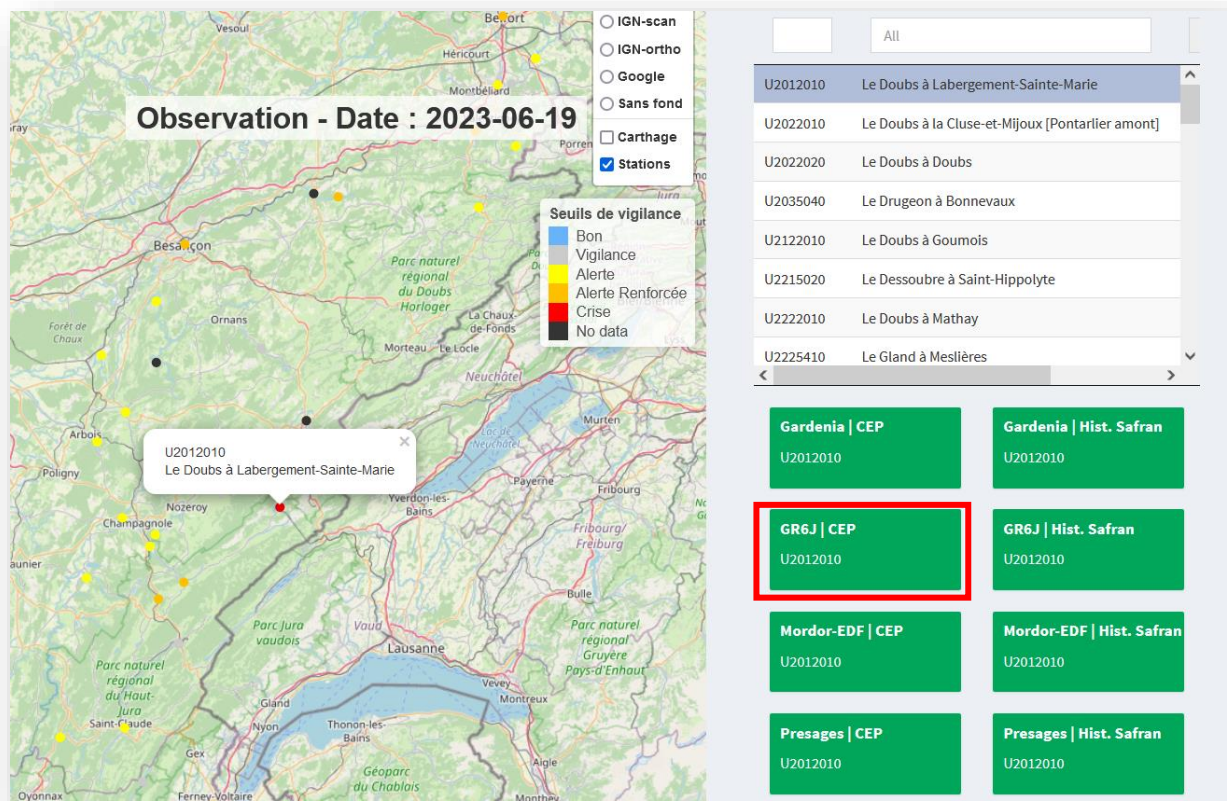 Vesoul
Belfort
Héricourt
Montbéliard
Observation - Date : 2023-06-19
IGN-scan
IGN-ortho
Google
Sans fond
Carthage
Stations
Seuils de vigilance
Bon
Vigilance
Alerte
Alerte Renforcée
Crise
No data
Besançon
Parc naturel
régional
du Doubs
Horloger
La Chaux-
de-Fonds
Forêt de
Chaux
Ornans
Morteau
Le Locle
Neuchâtel
Arbois
Lac de
Neuchâtel
Murten
U2012010
Le Doubs à Labergement-Sainte-Marie
Poligny
Payerne
Fribourg
Nozeroy
Yverdon-les-
Bains
Champagnole
Fribourg/
Freiburg
Bulle
Parc Jura
vaudois
Vaud
Lausanne
Parc naturel
régional
Gruyère
Pays-d'Enhaut
Parc naturel
régional
du Haut-
Jura
Saint-Claude
Vevey
Montreux
Gland
Nyon
Thonon-les-
Bains
Gex
Aigle
Géoparc
du Chablais
Oyonnax
Ferney-Voltaire
Monthey
All
U2012010 Le Doubs à Labergement-Sainte-Marie
U2022010 Le Doubs à la Cluse-et-Mijoux [Pontarlier amont]
U2022020 Le Doubs à Doubs
U2035040 Le Drugeon à Bonnevaux
U2122010 Le Doubs à Goumois
U2215020 Le Dessoubre à Saint-Hippolyte
U2222010 Le Doubs à Mathay
U2225410 Le Gland à Meslières
Gardenia | CEP
U2012010
Gardenia | Hist. Safran
U2012010
GR6J | CEP
U2012010
GR6J | Hist. Safran
U2012010
Mordor-EDF | CEP
U2012010
Mordor-EDF | Hist. Safran
U2012010
Presages | CEP
U2012010
Presages | Hist. Safran
U2012010